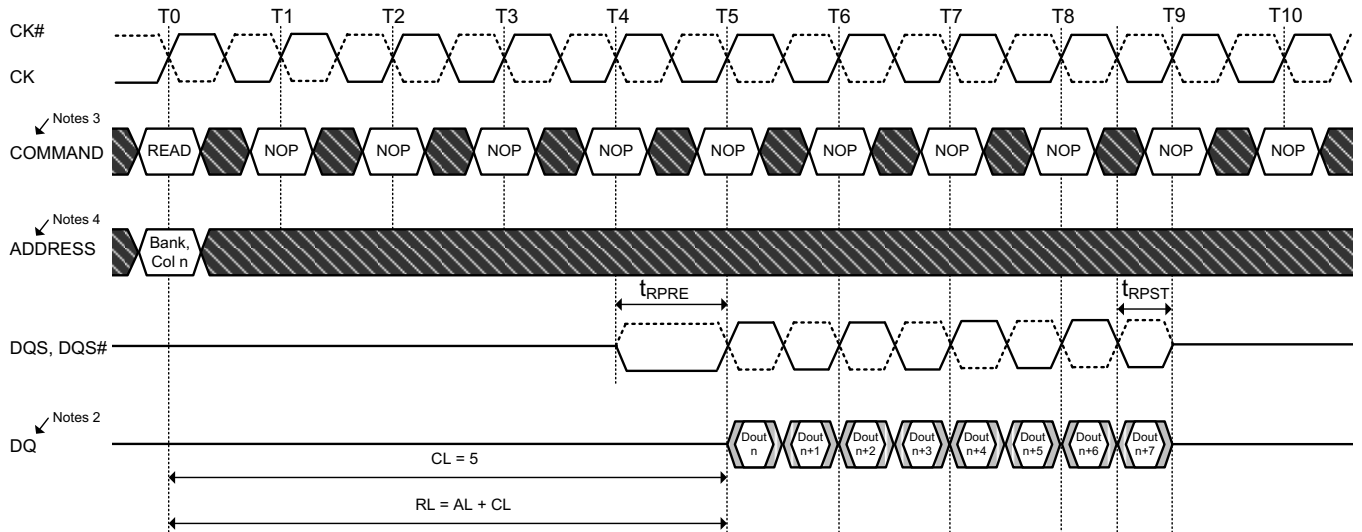 T0 T1 T2 T3 T4 T5 T6 T7 T8 T9 T10
CK#
CK
Notes 3
COMMAND READ NOP NOP NOP NOP NOP NOP NOP NOP NOP NOP
Notes 4
ADDRESS
Bank,
Col n
tRPRE tRPST
DQS, DQS#
Notes 2
DQ
Dout Dout Dout Dout Dout Dout Dout Dout
n n+1 n+2 n+3 n+4 n+5 n+6 n+7
CL = 5
RL = AL + CL